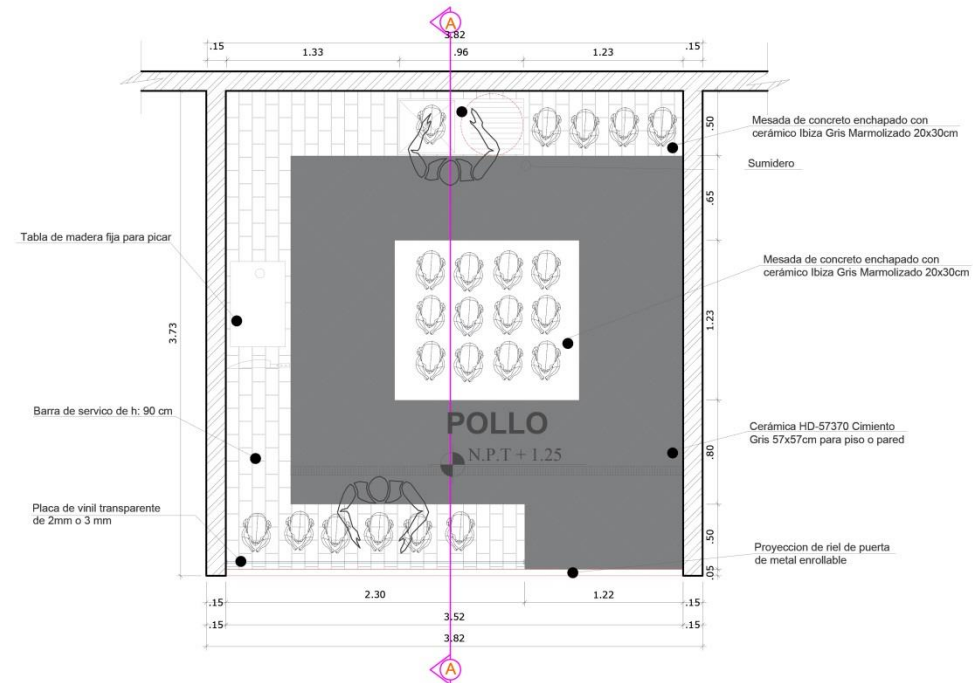 A
3.82
.15
1.33
.96
1.23
.15
.50
Mesada de concreto enchapado con
cerámico Ibiza Gris Marmolizado 20x30cm
Sumidero
.65
Tabla de madera fija para picar
Mesada de concreto enchapado con
cerámico Ibiza Gris Marmolizado 20x30cm
3.73
1.23
Barra de servico de h: 90 cm
POLLO
N.P.T + 1.25
Cerámica HD-57370 Cimiento
Gris 57x57cm para piso o pared
.80
Placa de vinil transparente
de 2mm o 3 mm
.50
Proyeccion de riel de puerta
de metal enrollable
.05
.15
2.30
1.22
.15
.15
3.52
.15
3.82
A